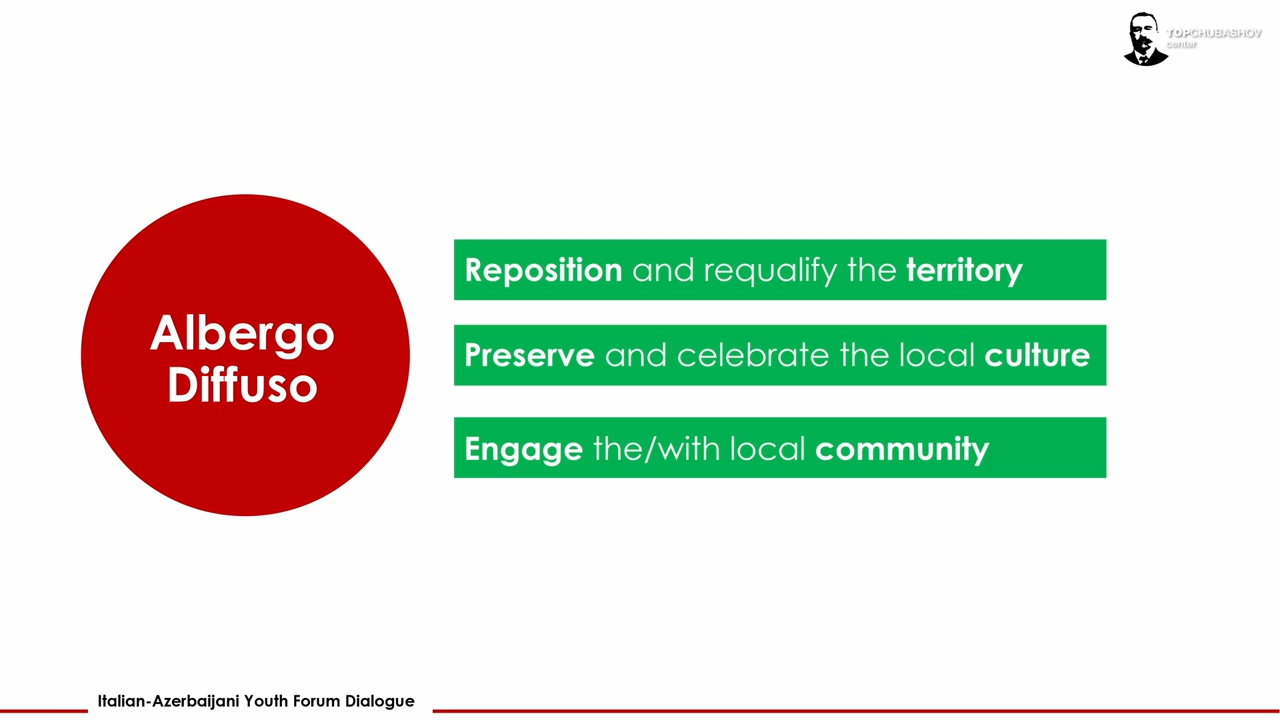 TOPCHUBASHOV
center
Albergo
Diffuso
Reposition and requalify the territory
Preserve and celebrate the local culture
Engage the/with local community
Italian-Azerbaijani Youth Forum Dialogue